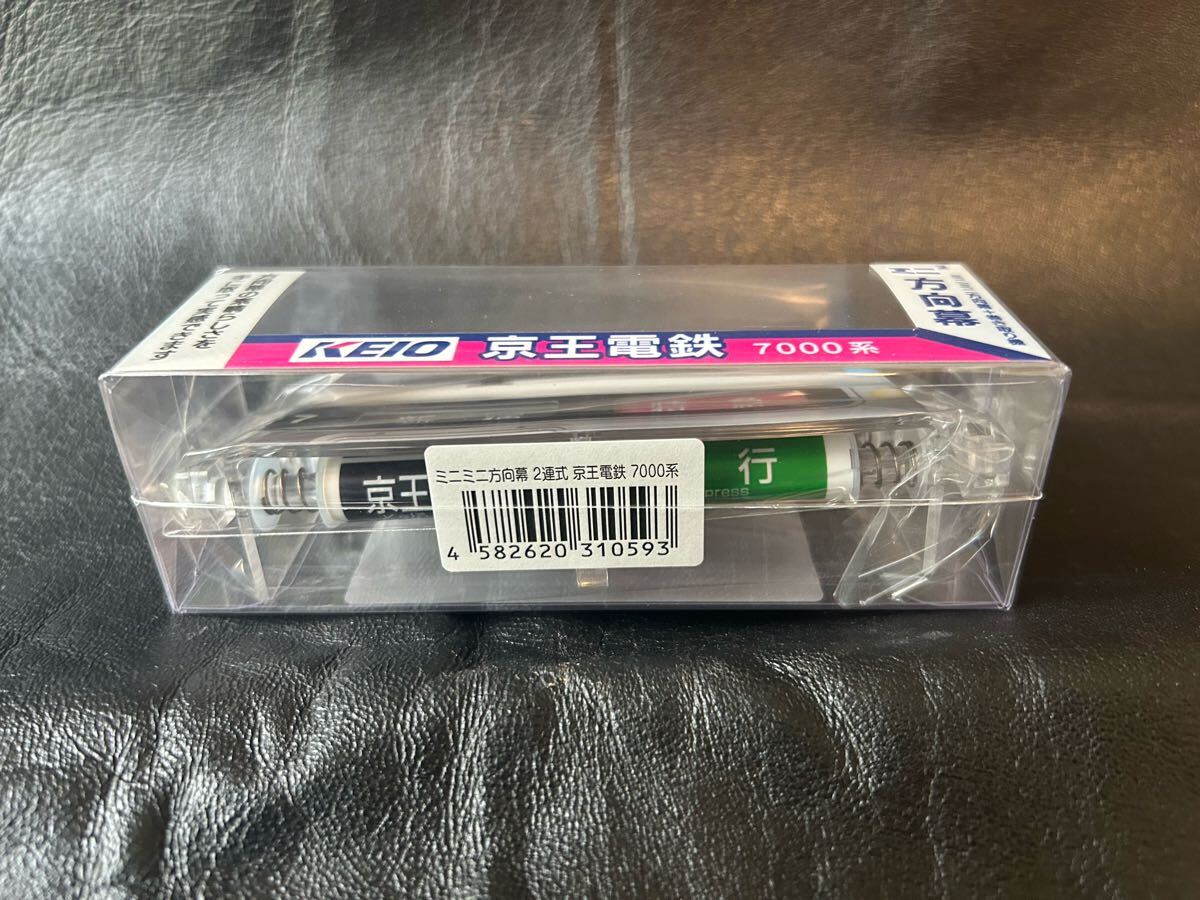 KEIO 京王電鉄 7000系
ミニ方向幕
京王
行
press
ミニミニ方向幕 2連式 京王電鉄 7000系
4 582620 310593